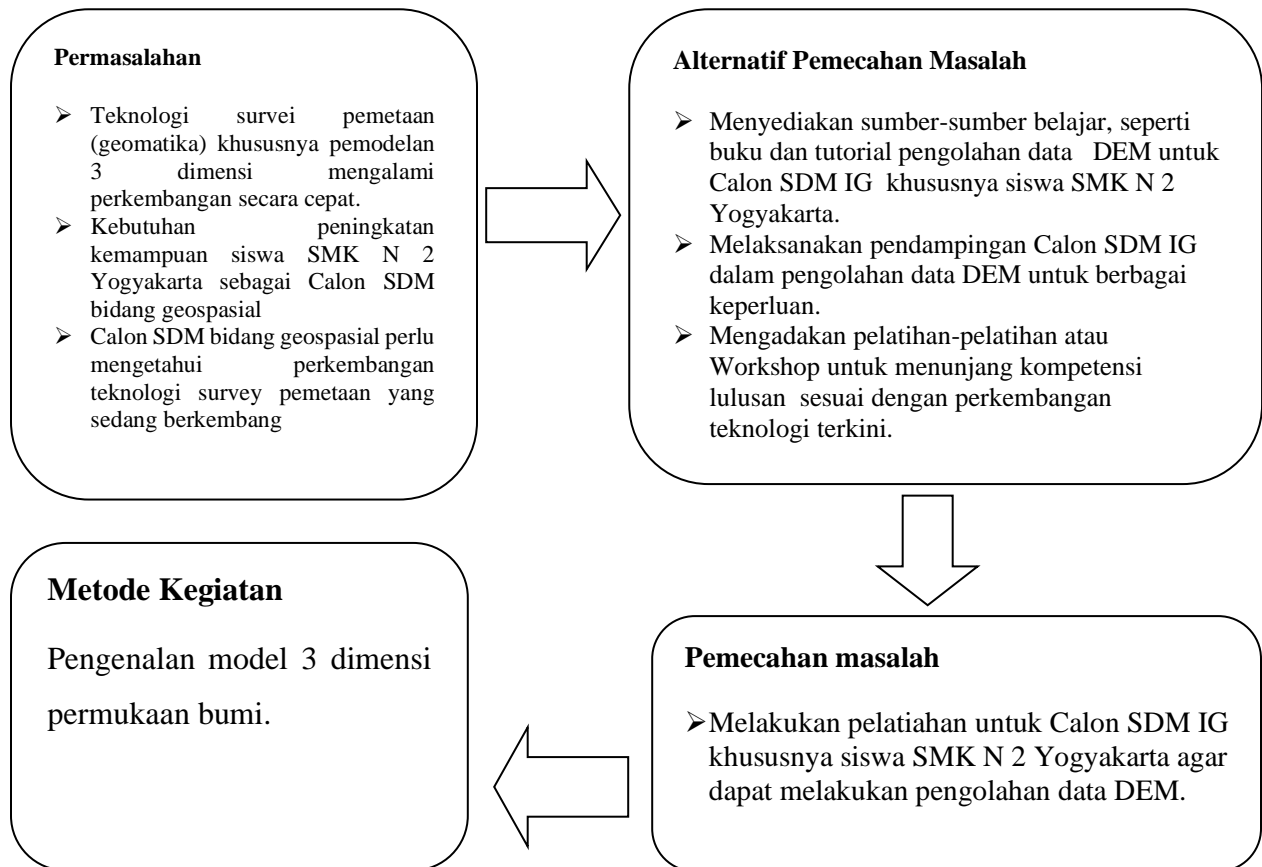 Permasalahan
➢ Teknologi survei pemetaan
(geomatika) khususnya pemodelan
3 dimensi mengalami
perkembangan secara cepat.
➢ Kebutuhan peningkatan
kemampuan siswa SMK N 2
Yogyakarta sebagai Calon SDM
bidang geospasial
➢ Calon SDM bidang geospasial perlu
mengetahui perkembangan
teknologi survey pemetaan yang
sedang berkembang
Alternatif Pemecahan Masalah
➢ Menyediakan sumber-sumber belajar, seperti
buku dan tutorial pengolahan data DEM untuk
Calon SDM IG khususnya siswa SMK N 2
Yogyakarta.
➢ Melaksanakan pendampingan Calon SDM IG
dalam pengolahan data DEM untuk berbagai
keperluan.
➢ Mengadakan pelatihan-pelatihan atau
Workshop untuk menunjang kompetensi
lulusan sesuai dengan perkembangan
teknologi terkini.
Pemecahan masalah
➢ Melakukan pelatiahan untuk Calon SDM IG
khususnya siswa SMK N 2 Yogyakarta agar
dapat melakukan pengolahan data DEM.
Metode Kegiatan
Pengenalan model 3 dimensi
permukaan bumi.